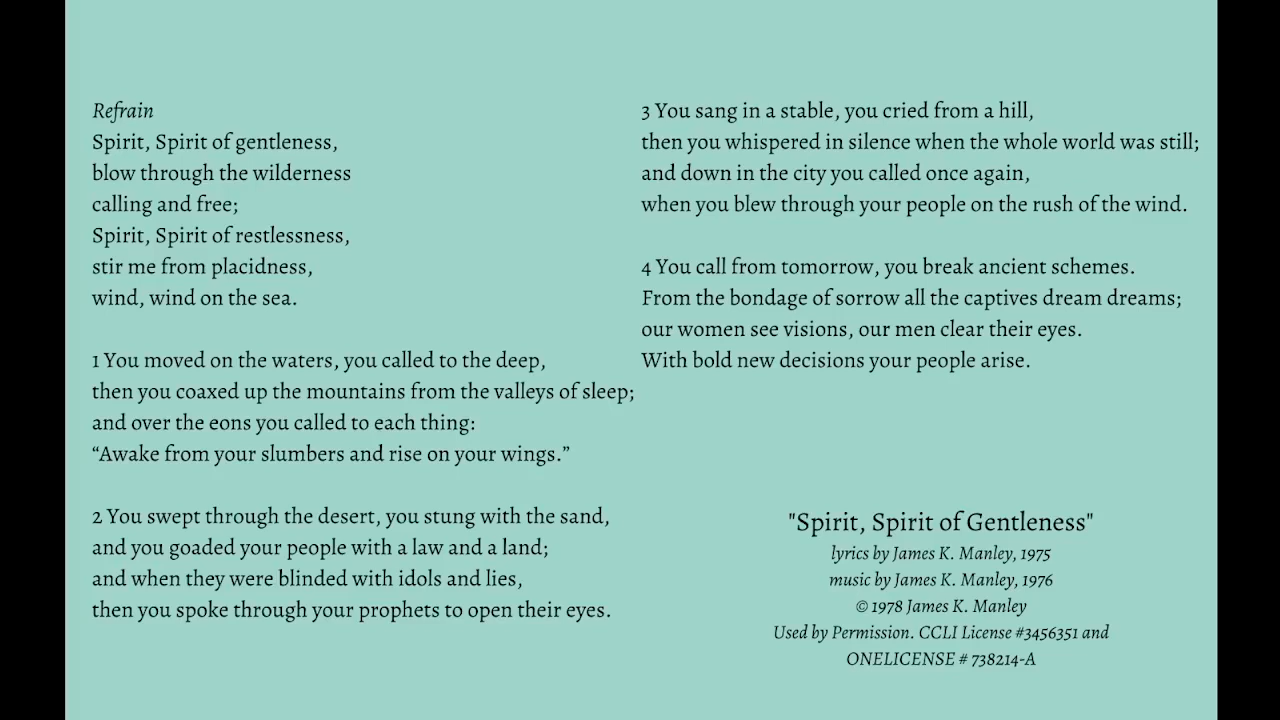 Refrain
Spirit, Spirit of gentleness,
blow through the wilderness
calling and free;
Spirit, Spirit of restlessness,
stir me from placidness,
wind, wind on the sea.
1 You moved on the waters, you called to the deep,
then you coaxed up the mountains from the valleys of sleep;
and over the eons you called to each thing:
“Awake from your slumbers and rise on your wings.”
2 You swept through the desert, you stung with the sand,
and you goaded your people with a law and a land;
and when they were blinded with idols and lies,
then you spoke through your prophets to open their eyes.
3 You sang in a stable, you cried from a hill,
then you whispered in silence when the whole world was still;
and down in the city you called once again,
when you blew through your people on the rush of the wind.
4 You call from tomorrow, you break ancient schemes.
From the bondage of sorrow all the captives dream dreams;
our women see visions, our men clear their eyes.
With bold new decisions your people arise.
"Spirit, Spirit of Gentleness"
lyrics by James K. Manley, 1975
music by James K. Manley, 1976
© 1978 James K. Manley
Used by Permission. CCLI License #3456351 and
ONELICENSE # 738214-A